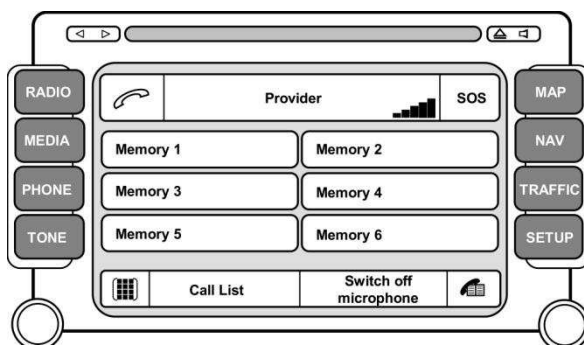 RADIO
MEDIA
PHONE
TONE
Provider
SOS
Memory 1
Memory 2
Memory 3
Memory 4
Memory 5
Memory 6
Call List
Switch off
microphone
MAP
NAV
TRAFFIC
SETUP